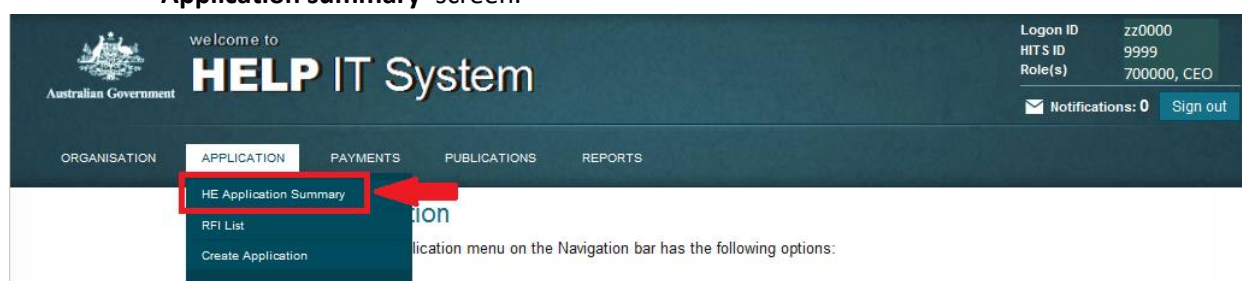 Application summary' screen.
welcome to
HELP IT System
Australian Government
Logon ID zz0000
HITS ID 9999
Role(s) 700000, CEO
Notifications: 0 Sign out
ORGANISATION APPLICATION PAYMENTS PUBLICATIONS REPORTS
HE Application Summary
RFI List
Create Application
tion
lication menu on the Navigation bar has the following options: